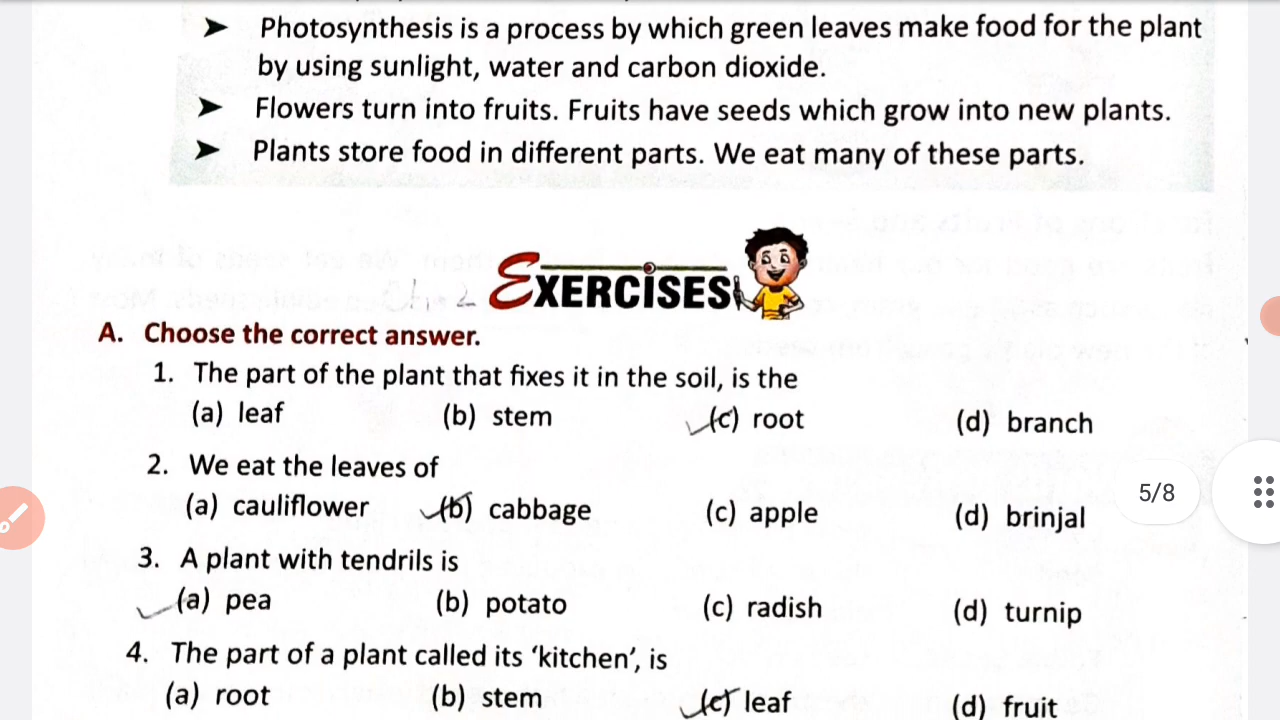 ➤ Photosynthesis is a process by which green leaves make food for the plant
by using sunlight, water and carbon dioxide.
➤ Flowers turn into fruits. Fruits have seeds which grow into new plants.
➤ Plants store food in different parts. We eat many of these parts.
EXERCISES
A. Choose the correct answer.
1. The part of the plant that fixes it in the soil, is the
(a) leaf (b) stem (c) root (d) branch
2. We eat the leaves of
(a) cauliflower (b) cabbage (c) apple (d) brinjal
5/8
3. A plant with tendrils is
(a) pea (b) potato (c) radish (d) turnip
4. The part of a plant called its ‘kitchen’, is
(a) root (b) stem (c) leaf (d) fruit